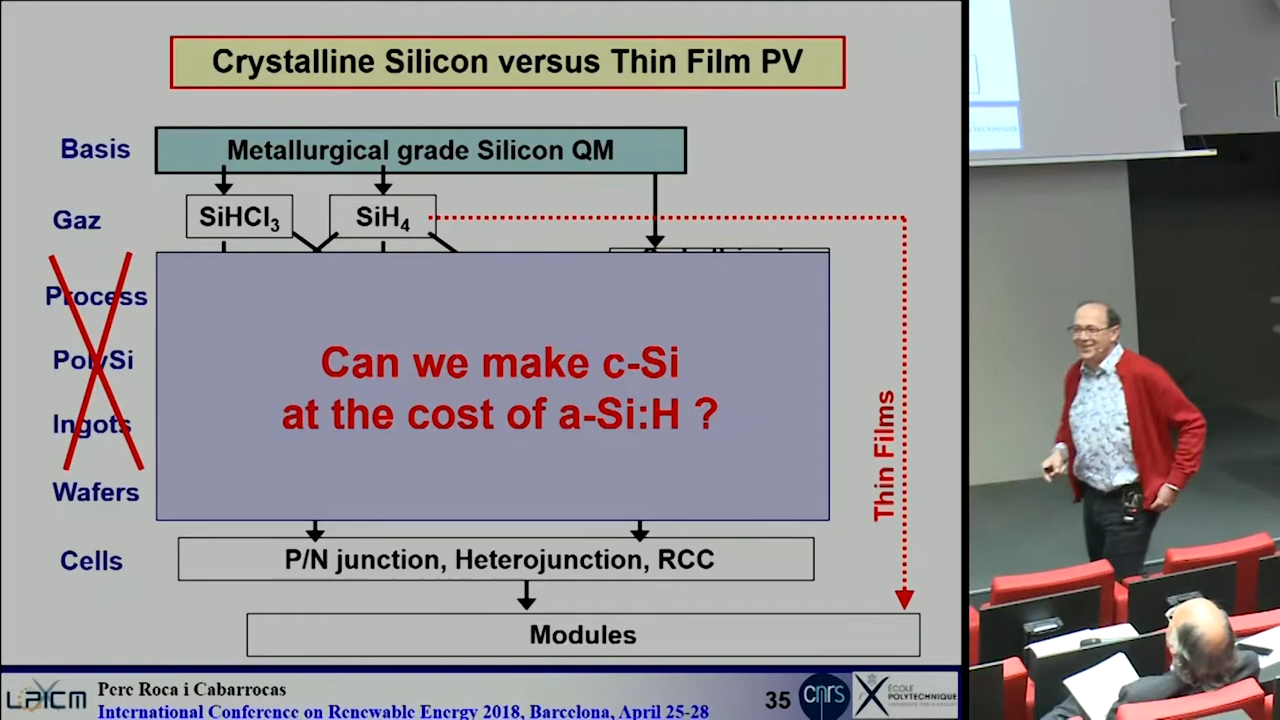 Crystalline Silicon versus Thin Film PV
Basis
Metallurgical grade Silicon QM
Gaz
SiHCl3
SiH4
Process
PolySi
Ingots
Wafers
Can we make c-Si
at the cost of a-Si:H ?
Thin Films
Cells
P/N junction, Heterojunction, RCC
Modules
LPICM
Pere Roca i Cabarrocas
International Conference on Renewable Energy 2018, Barcelona, April 25-28
35
cnrs
ÉCOLE
POLYTECHNIQUE